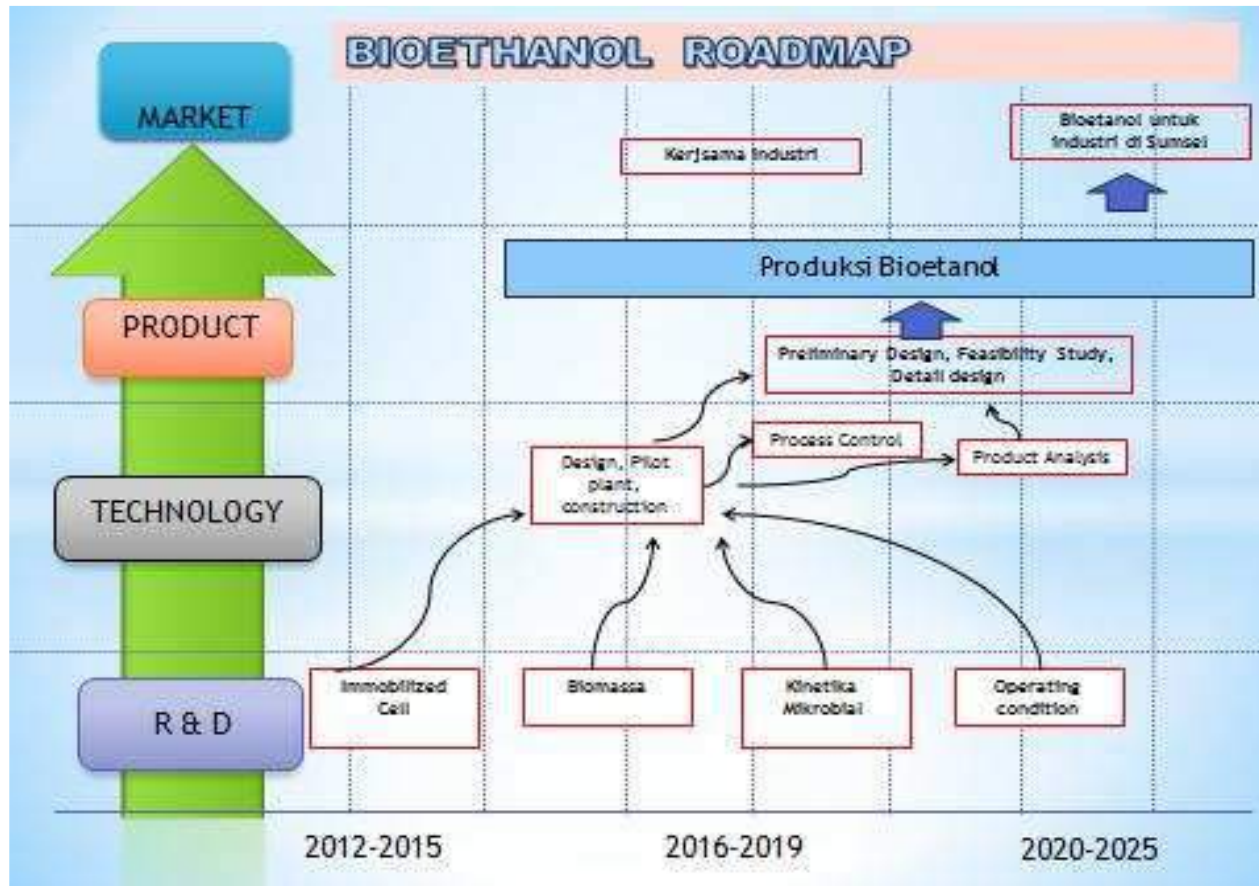 BIOETHANOL ROADMAP
MARKET
Bioetanol untuk
industri di Sumsel
Kerjsama industri
Produksi Bioetanol
PRODUCT
Preliminary Design, Feasibility Study,
Detail design
Process Control
Product Analysis
Design, Pilot
plant,
construction
TECHNOLOGY
Immobilized
Cell
Biomassa
Kinetika
Mikrobial
Operating
condition
R & D
2012-2015
2016-2019
2020-2025